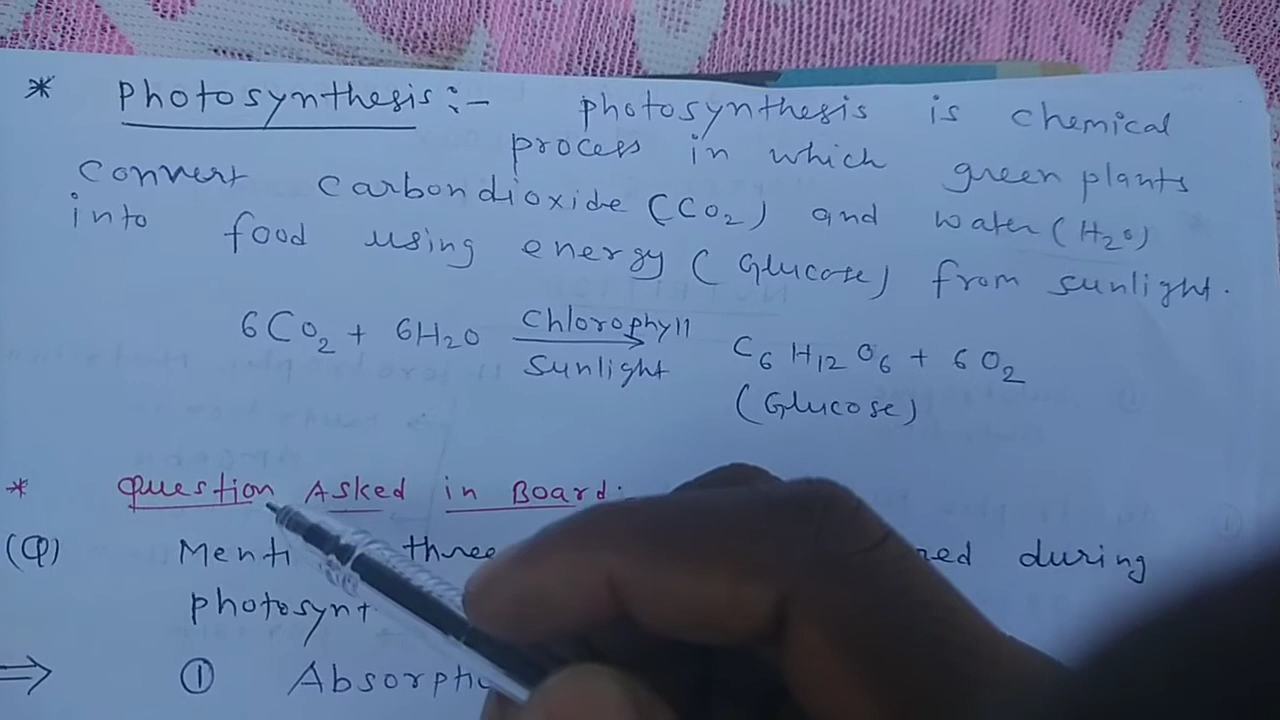 * Photosynthesis:- photosynthesis is chemical
process in which green plants
convert carbondioxide (CO2) and water (H2O)
into food using energy (Glucose) from sunlight.
6CO2 + 6H2O Chlorophyll Sunlight C6H12O6 + 6O2
(Glucose)
* Question Asked in Board:-
(Q) Menti three during
photosynt
⇒ ① Absorptio